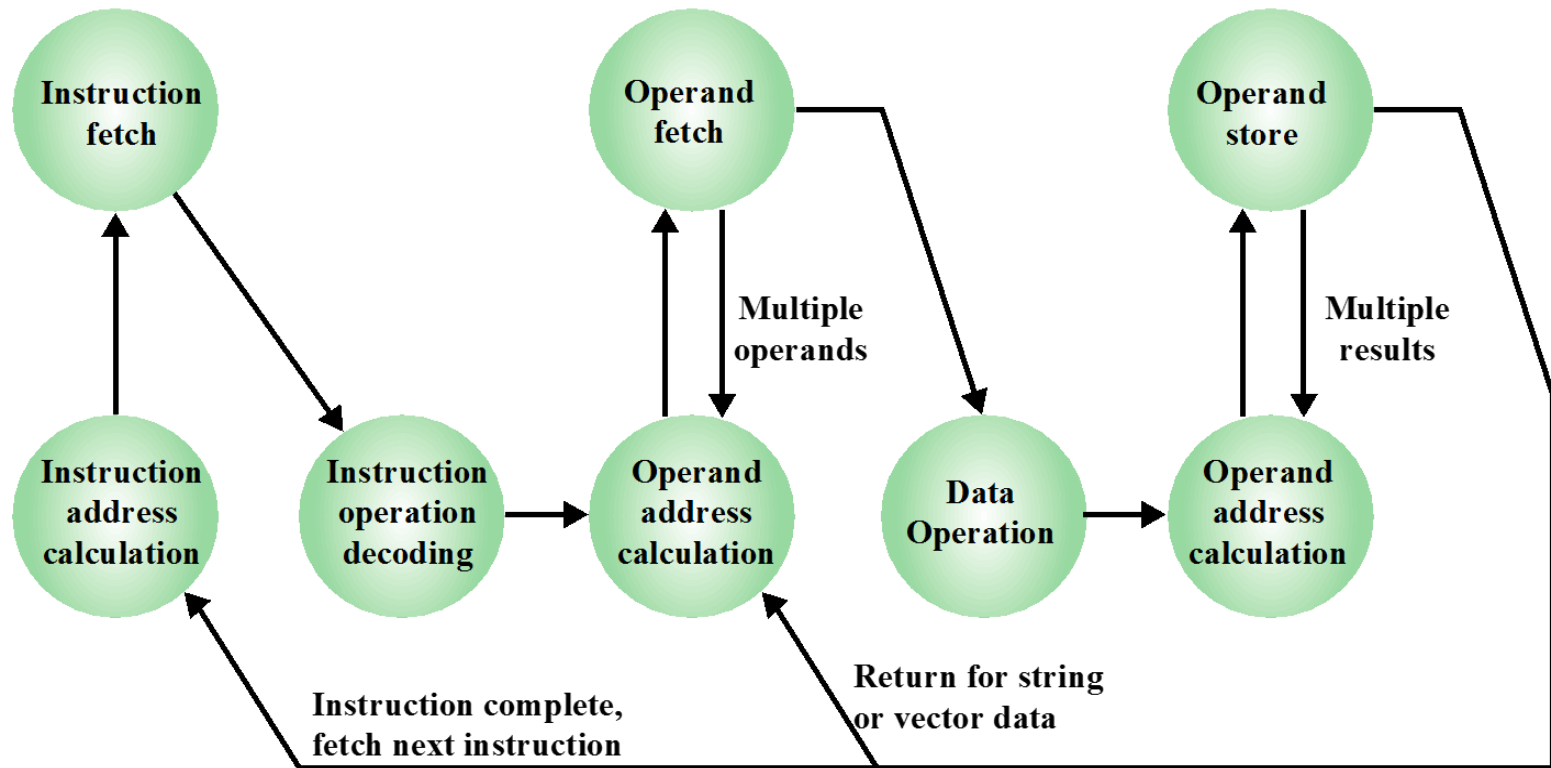 Instruction
fetch
Operand
fetch
Operand
store
Multiple
operands
Multiple
results
Instruction
address
calculation
Instruction
operation
decoding
Operand
address
calculation
Data
Operation
Operand
address
calculation
Instruction complete,
fetch next instruction
Return for string
or vector data